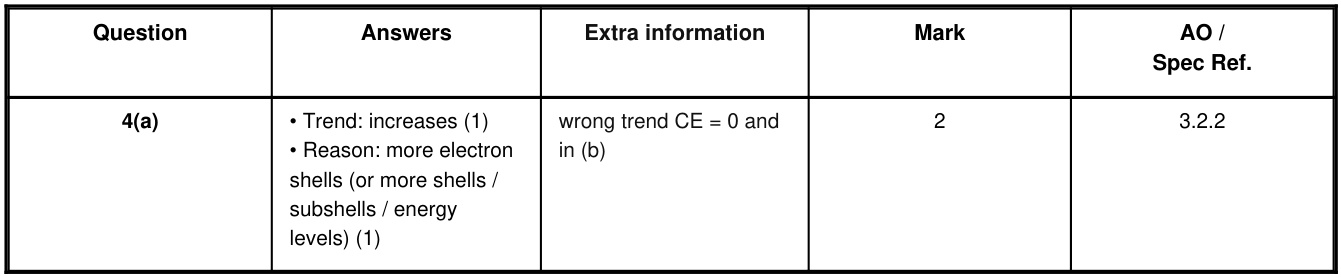 Question
Answers
Extra information
Mark
AO /
Spec Ref.
4(a)
• Trend: increases (1)
• Reason: more electron
shells (or more shells /
subshells / energy
levels) (1)
wrong trend CE = 0 and
in (b)
2
3.2.2